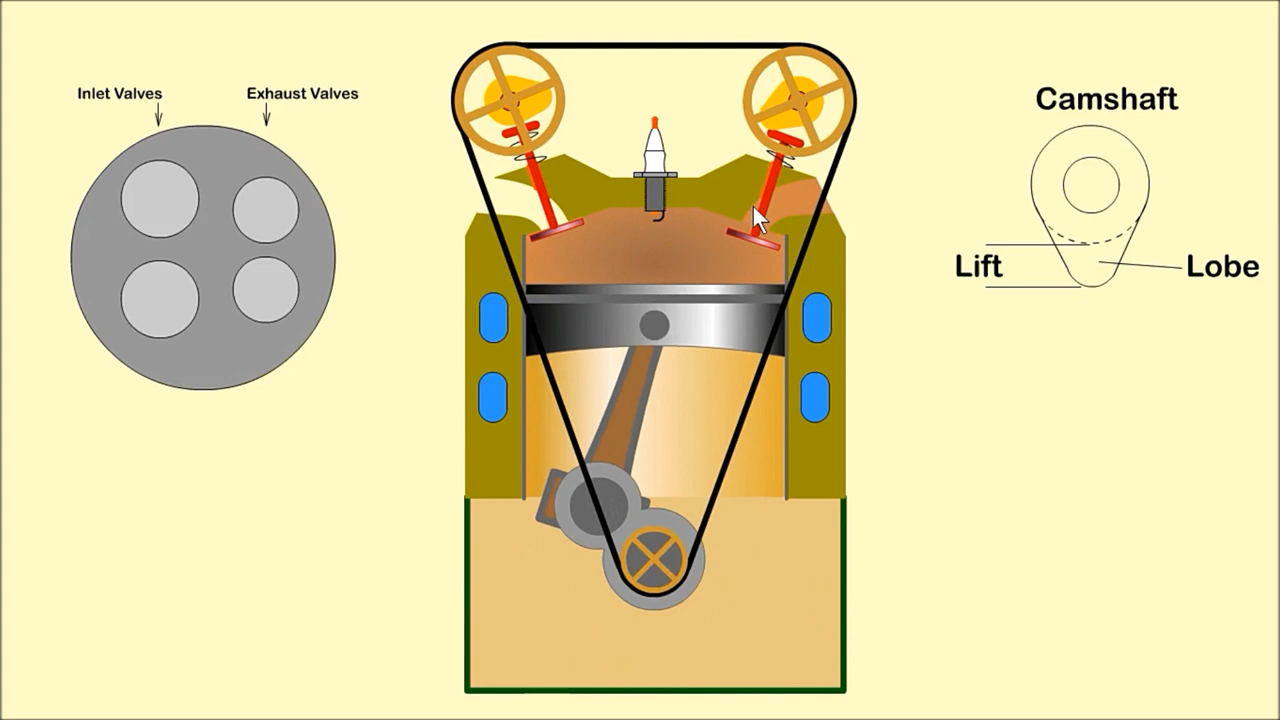 Inlet Valves
Exhaust Valves
Camshaft
Lift
Lobe